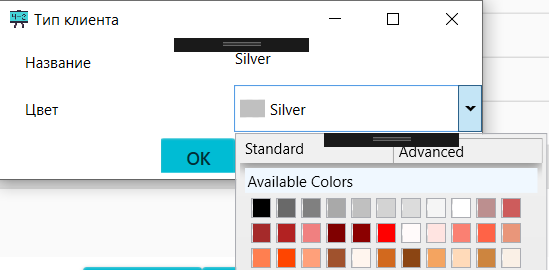 Тип клиента
Название
Silver
Цвет
Silver
OK
Standard
Advanced
Available Colors